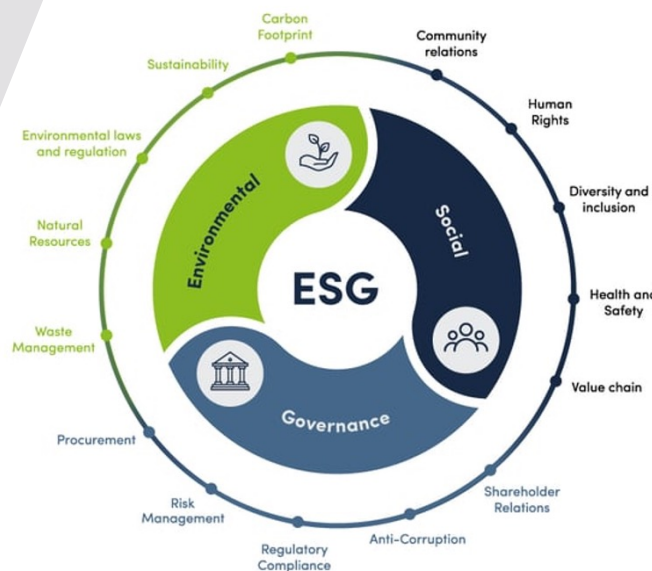 Carbon
Footprint
Community
relations
Sustainability
Human
Rights
Environmental laws
and regulation
Diversity and
inclusion
Natural
Resources
Health and
Safety
Waste
Management
Value chain
Procurement
Shareholder
Relations
Risk
Management
Anti-Corruption
Regulatory
Compliance
Environmental
Social
ESG
Governance